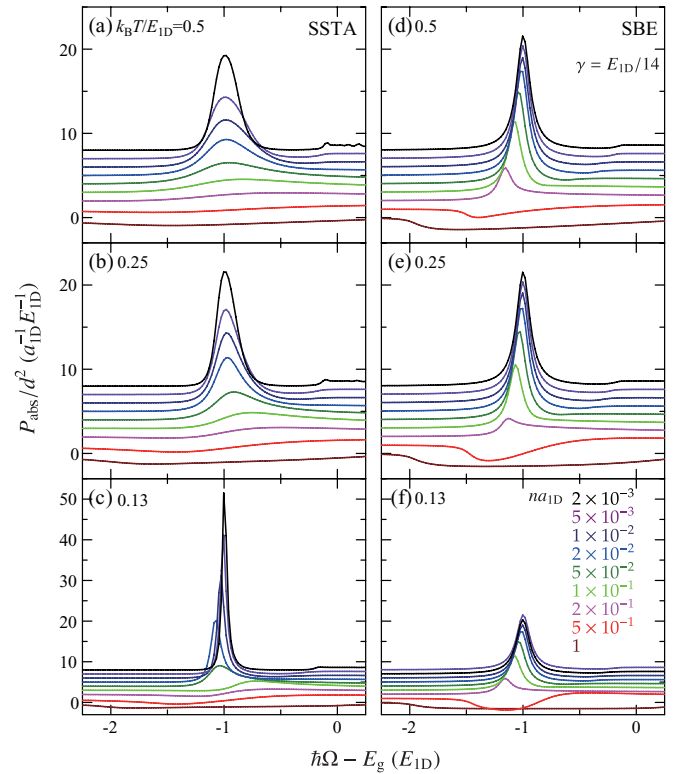 (a) k_BT/E_1D=0.5 SSTA
(d) 0.5 SBE
γ = E_1D/14
20
10
0
(b) 0.25
(e) 0.25
20
10
0
P_abs/d² (a_1D⁻¹E_1D⁻¹)
(c) 0.13
(f) 0.13
na_1D
2 × 10⁻³
5 × 10⁻³
1 × 10⁻²
2 × 10⁻²
5 × 10⁻²
1 × 10⁻¹
2 × 10⁻¹
5 × 10⁻¹
1
50
40
30
20
10
0
-2 -1 0 -2 -1 0
ħΩ − E_g (E_1D)